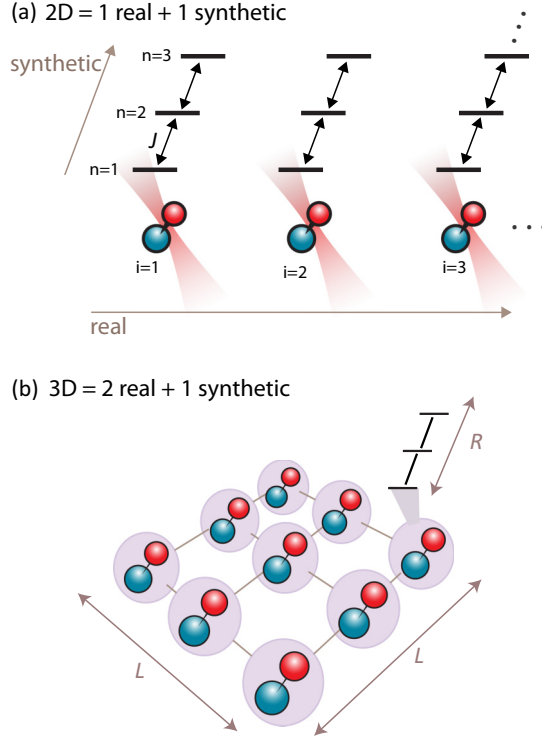 (a) 2D = 1 real + 1 synthetic
synthetic
n=3
n=2
J
n=1
i=1
i=2
i=3
real
(b) 3D = 2 real + 1 synthetic
R
L
L